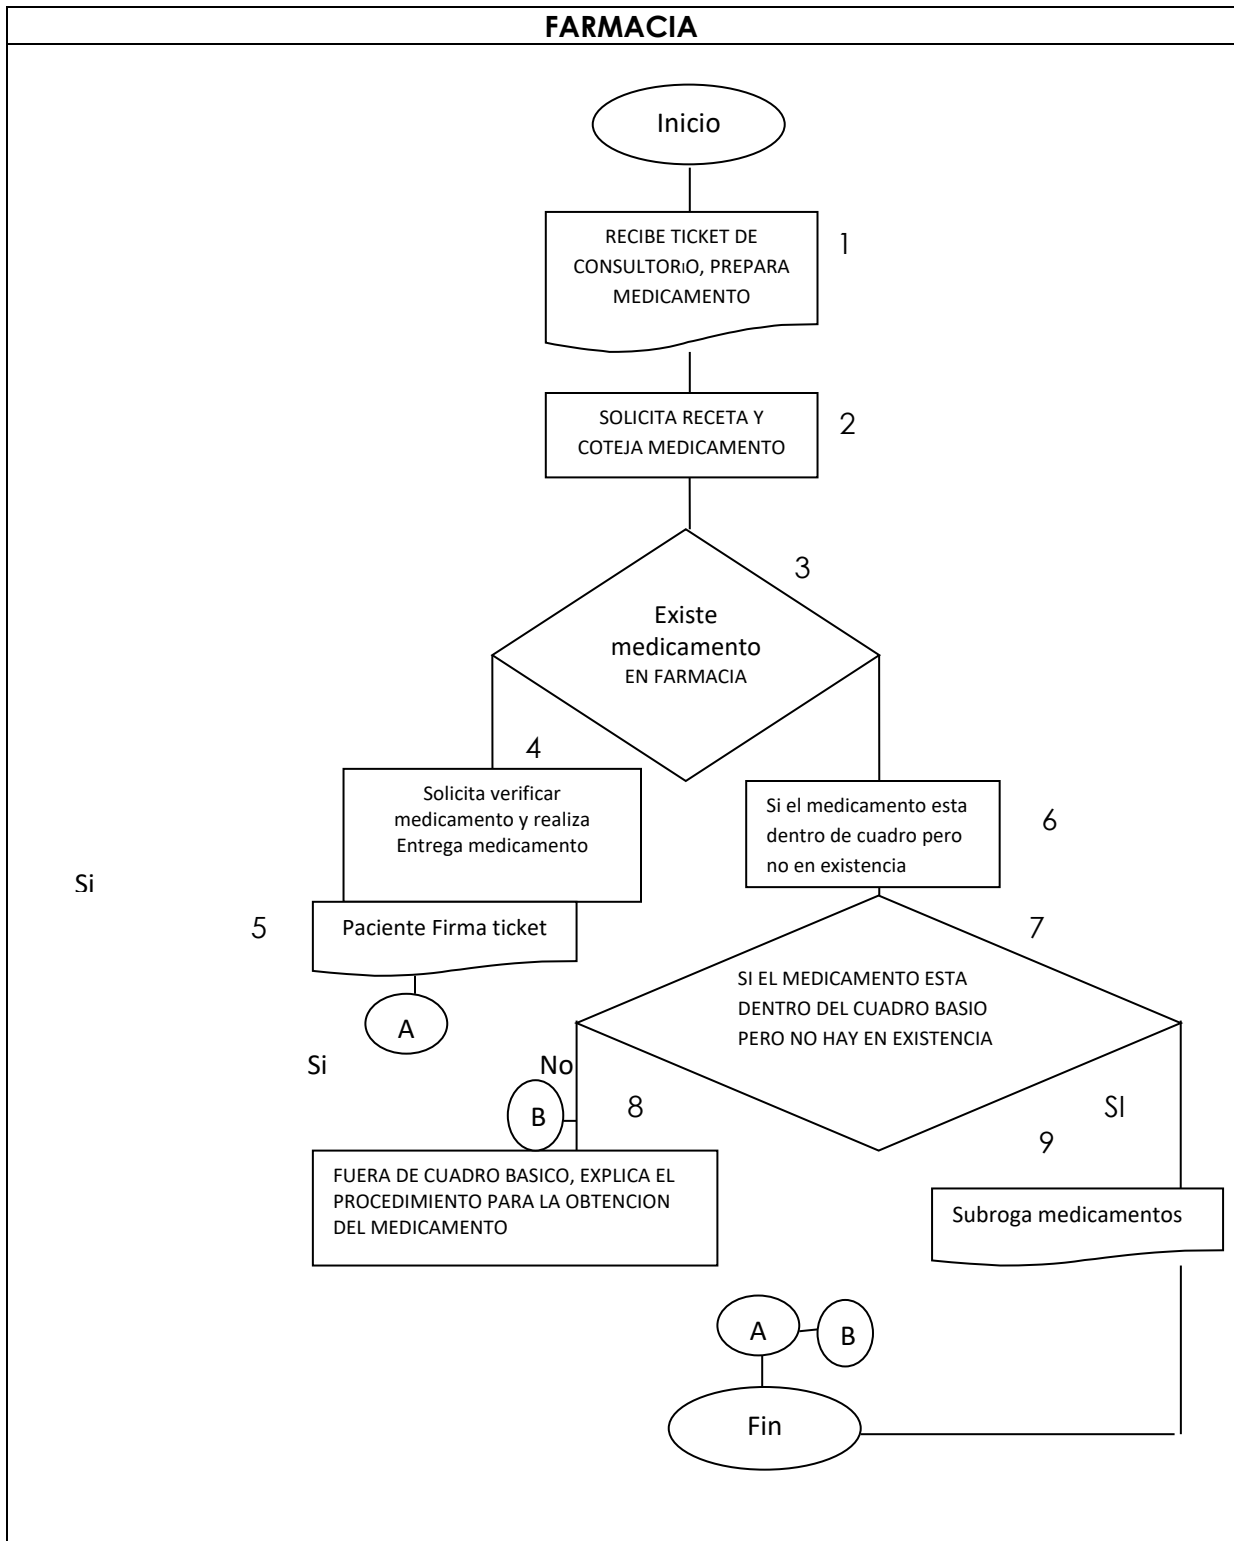 FARMACIA
Inicio
RECIBE TICKET DE
CONSULTORIO, PREPARA
MEDICAMENTO
1
SOLICITA RECETA Y
COTEJA MEDICAMENTO
2
3
Existe
medicamento
EN FARMACIA
4
Solicita verificar
medicamento y realiza
Entrega medicamento
Si el medicamento esta
dentro de cuadro pero
no en existencia
6
Si
5
Paciente Firma ticket
7
A
SI EL MEDICAMENTO ESTA
DENTRO DEL CUADRO BASIO
PERO NO HAY EN EXISTENCIA
Si
No
B
8
SI
9
FUERA DE CUADRO BASICO, EXPLICA EL
PROCEDIMIENTO PARA LA OBTENCION
DEL MEDICAMENTO
Subroga medicamentos
A
B
Fin